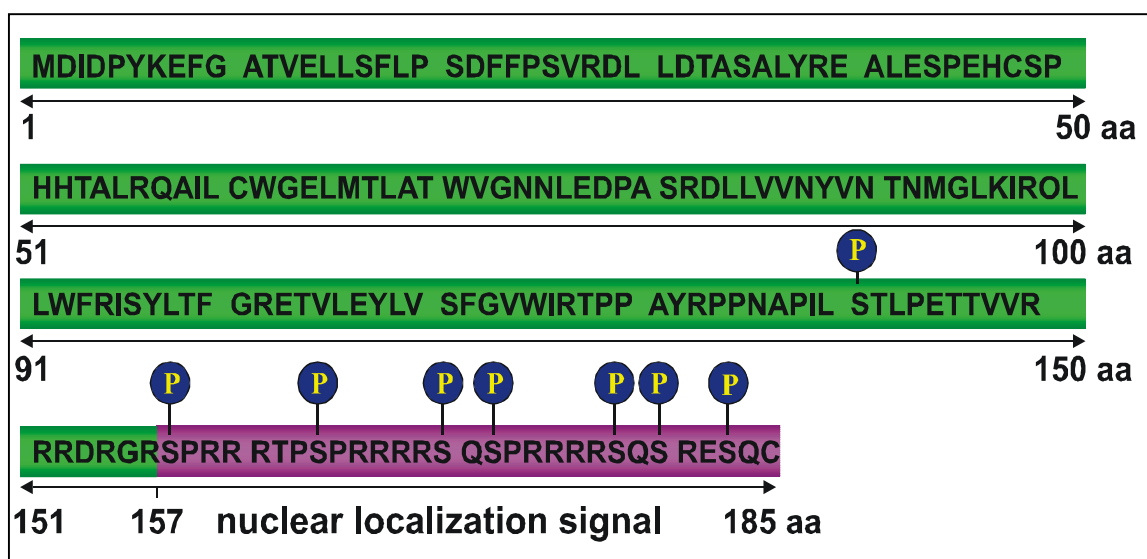 MDIDPYKEFG ATVELLSFLP SDFFPSVRDL LDTASALYRE ALESPEHCSP
1 50 aa
HHTALRQAIL CWGELMTLAT WVGNNLEDPA SRDLLVVNYVN TNMGLKIROL
51 100 aa
P
LWFRISYLTF GRETVLEYLV SFGVWIRTPP AYRPPNAPIL STLPETTVVR
91 150 aa
P P P P P P P
RRDRGRSPRR RTPSPRRRRS QSPRRRRSQS RESQC
151 157 nuclear localization signal 185 aa